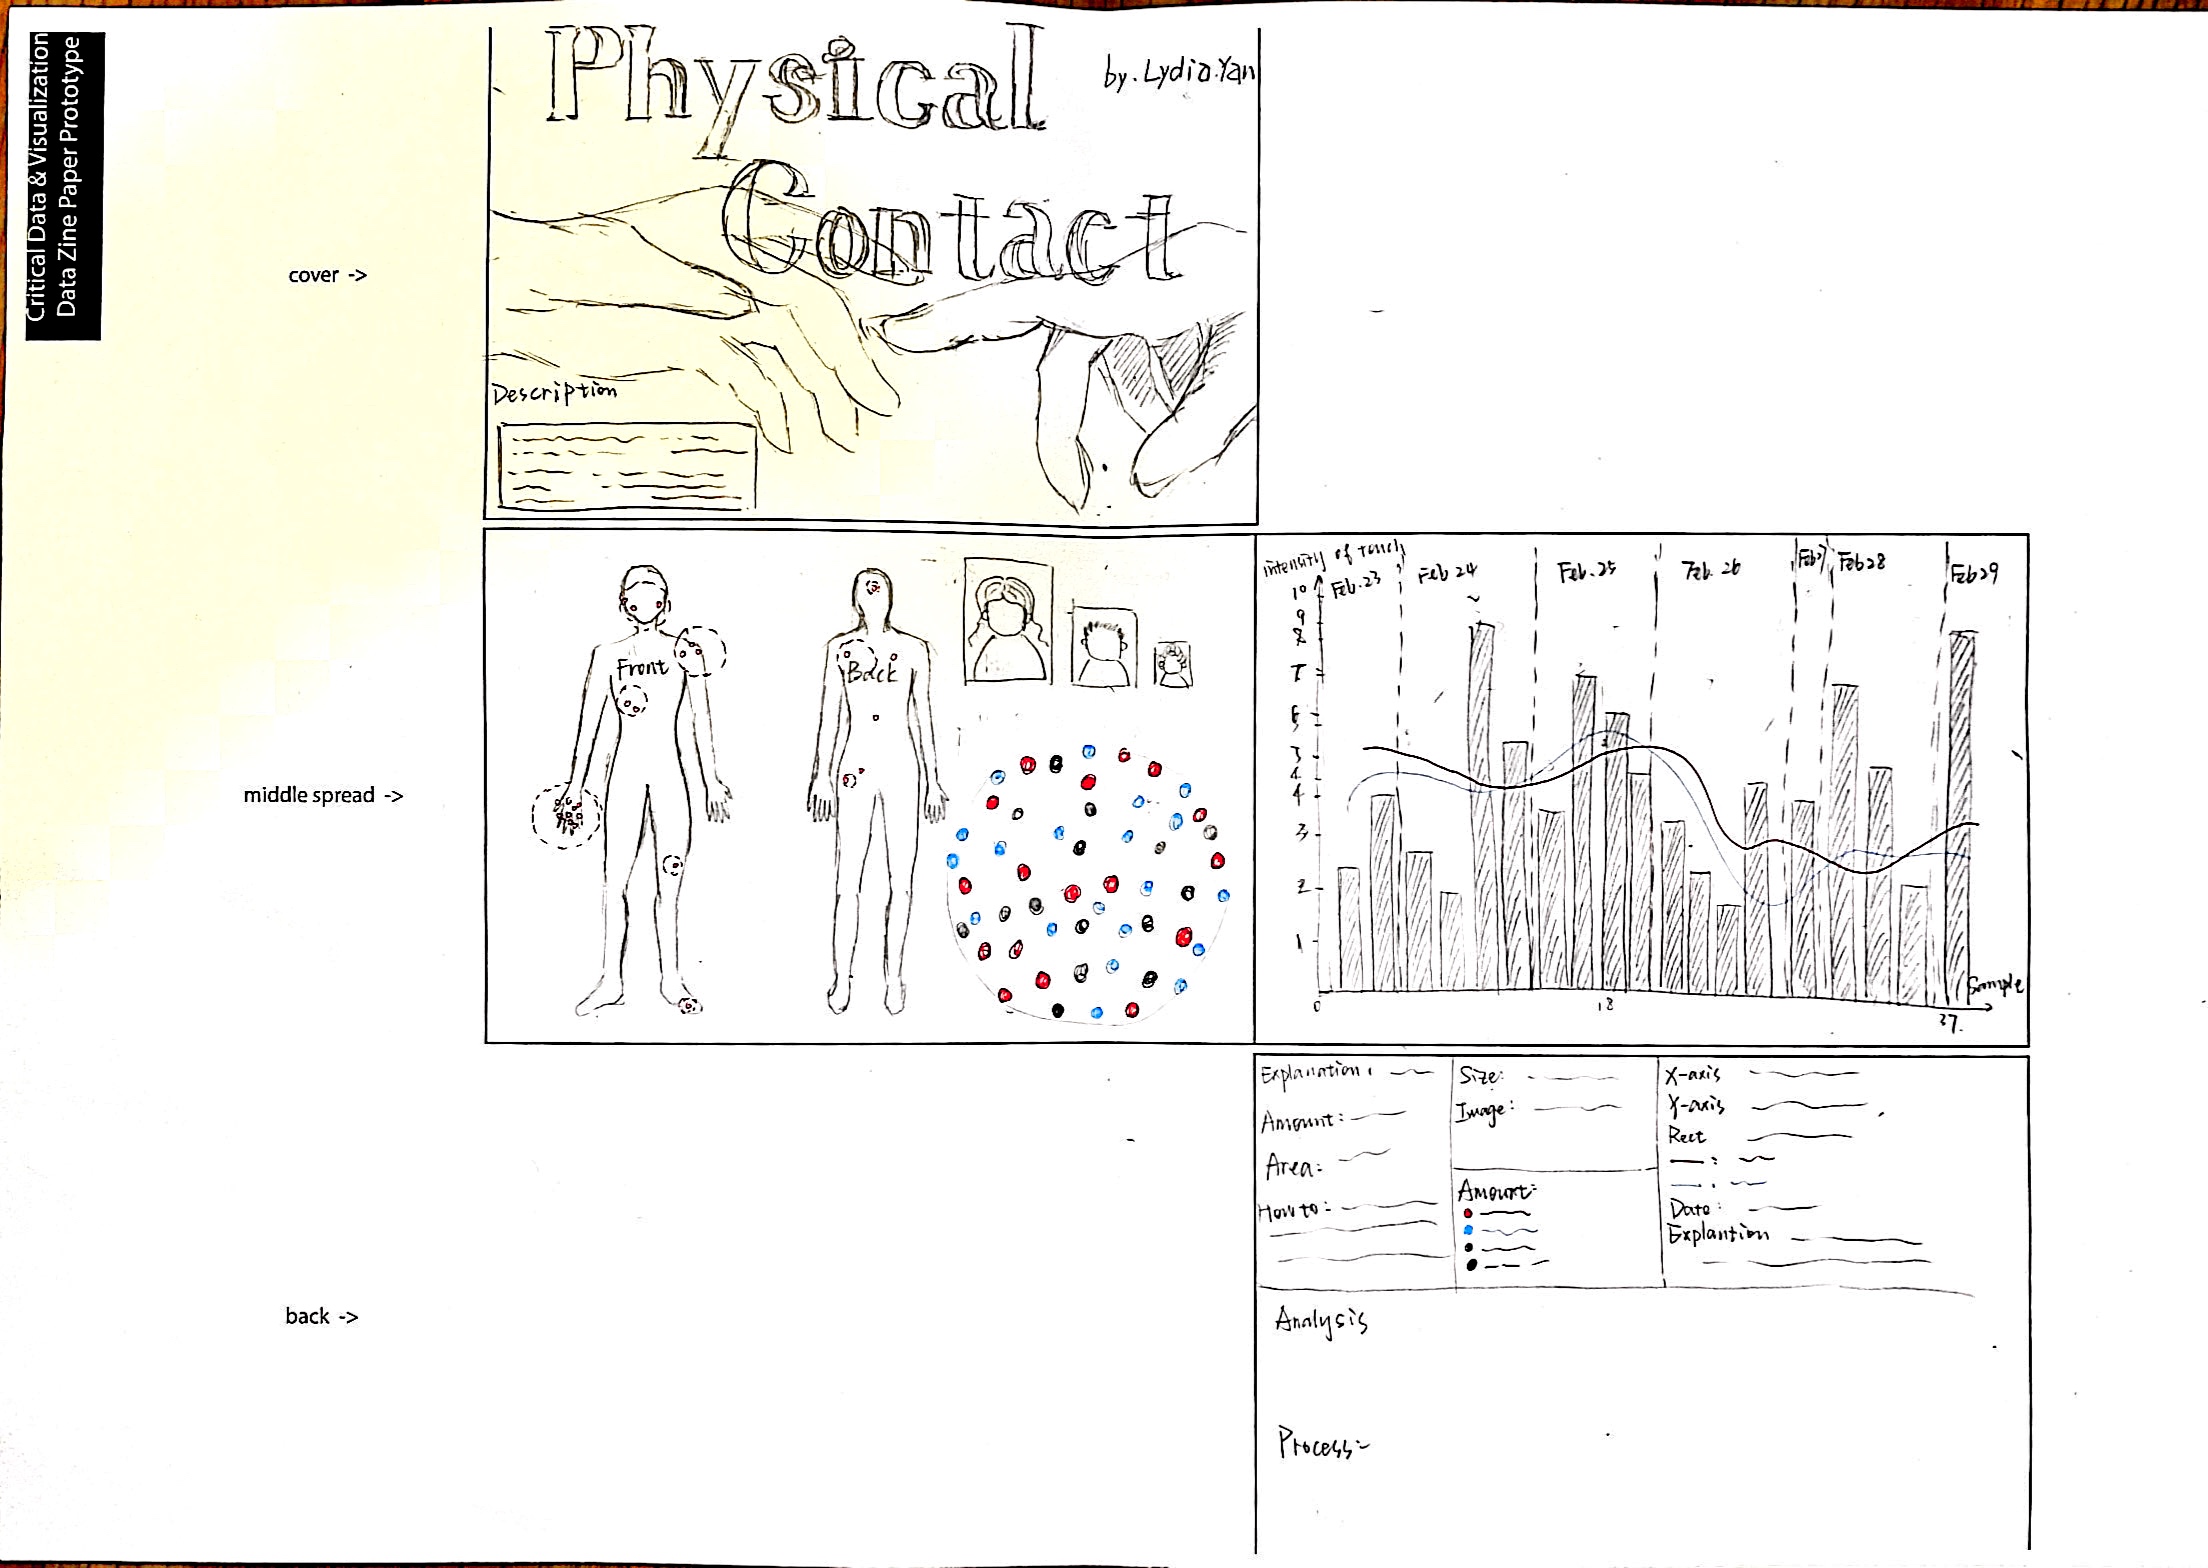 Critical Data & Visualization
Data Zine Paper Prototype
cover ->
Physical
Contact
by. Lydia.Yan
Description
middle spread ->
Front
Back
intensity of touch
Feb.23
Feb 24
Feb.25
Feb. 26
Feb 28
Feb 29
10
9
7
6
5
4
4
3
2
1
0
18
37.
Sample
back ->
Explanation:
Amount:
Area:
How to:
Size:
Image:
Amount:
X-axis
Y-axis
Rect
Date:
Explantion
Analysis
Process: